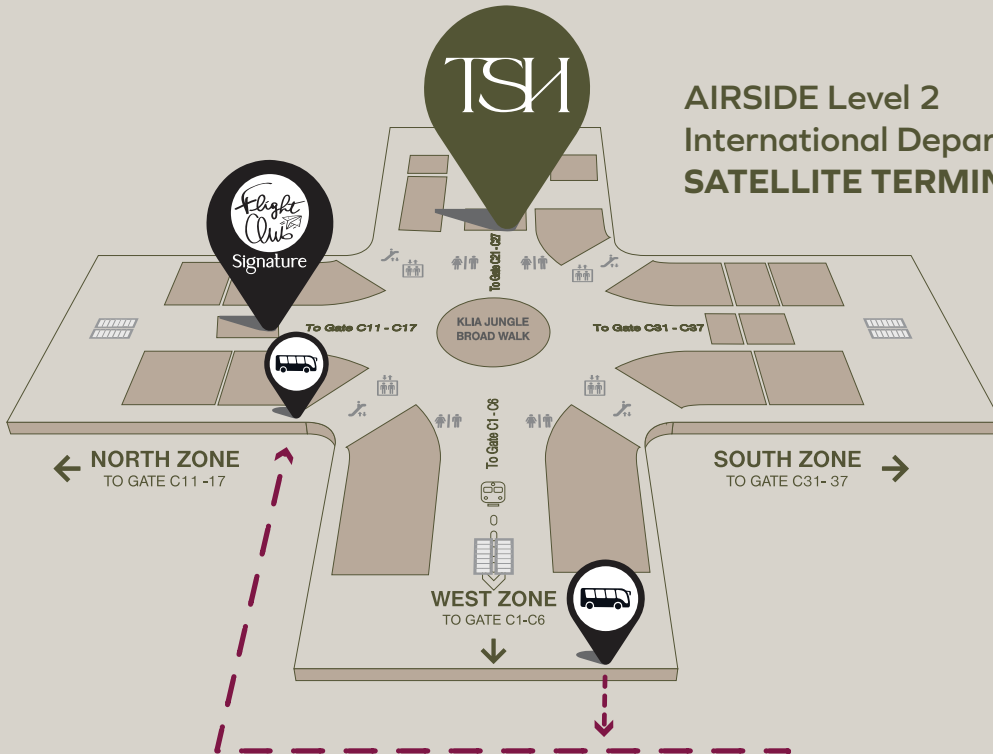 TSH
AIRSIDE Level 2
International
SATELLITE
Flight
Club
Signature
To Gate C21 - C27
To Gate C11 - C17
KLIA JUNGLE
BROAD WALK
To Gate C31 - C37
To Gate C1 - C6
NORTH ZONE
TO GATE C11 -17
SOUTH ZONE
TO GATE C31- 37
WEST ZONE
TO GATE C1-C6